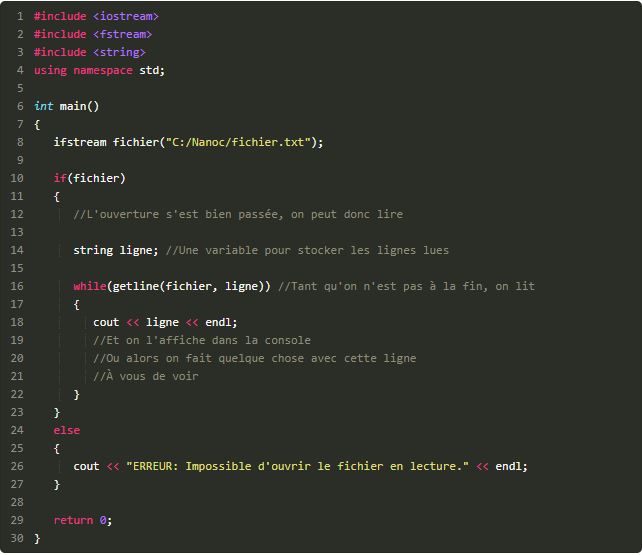 1 #include <iostream>
2 #include <fstream>
3 #include <string>
4 using namespace std;
5
6 int main()
7 {
8    ifstream fichier("C:/Nanoc/fichier.txt");
9
10    if(fichier)
11    {
12       //L'ouverture s'est bien passée, on peut donc lire
13
14       string ligne; //Une variable pour stocker les lignes lues
15
16       while(getline(fichier, ligne)) //Tant qu'on n'est pas à la fin, on lit
17       {
18          cout << ligne << endl;
19          //Et on l'affiche dans la console
20          //Ou alors on fait quelque chose avec cette ligne
21          //À vous de voir
22       }
23    }
24    else
25    {
26       cout << "ERREUR: Impossible d'ouvrir le fichier en lecture." << endl;
27    }
28
29    return 0;
30 }